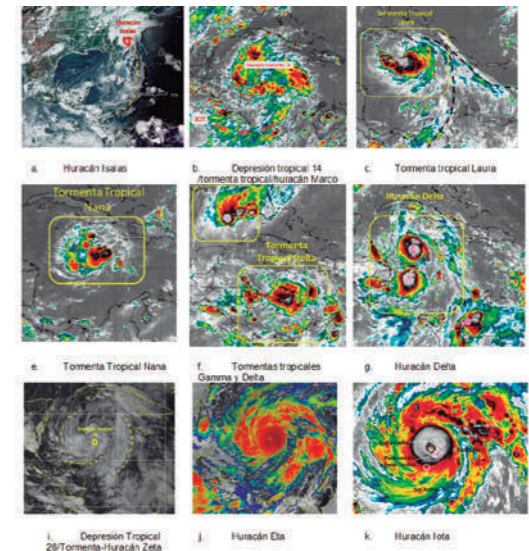 Huracán
Isaias
a. Huracán Isaías
ZCIT
b. Depresión tropical 14
/tormenta tropical/huracán Marco
Tormenta Tropical
Laura
c. Tormenta tropical Laura
Tormenta Tropical
Nana
e. Tormenta Tropical Nana
Tormenta
Tropical Delta
f. Tormentas tropicales
Gamma y Delta
Huracán Delta
g. Huracán Delta
i. Depresión Tropical
28/Tormenta-Huracán Zeta
j. Huracán Eta
k. Huracán Iota